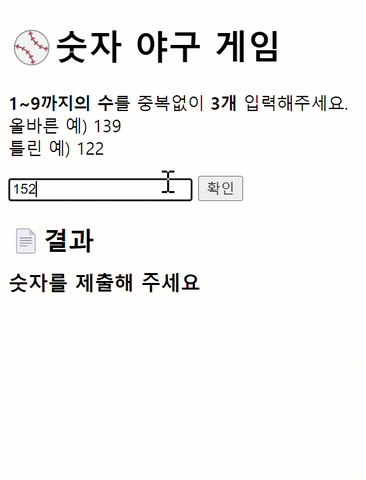 숫자 야구 게임
1~9까지의 수를 중복없이 3개 입력해주세요.
올바른 예) 139
틀린 예) 122
152 확인
결과
숫자를 제출해 주세요